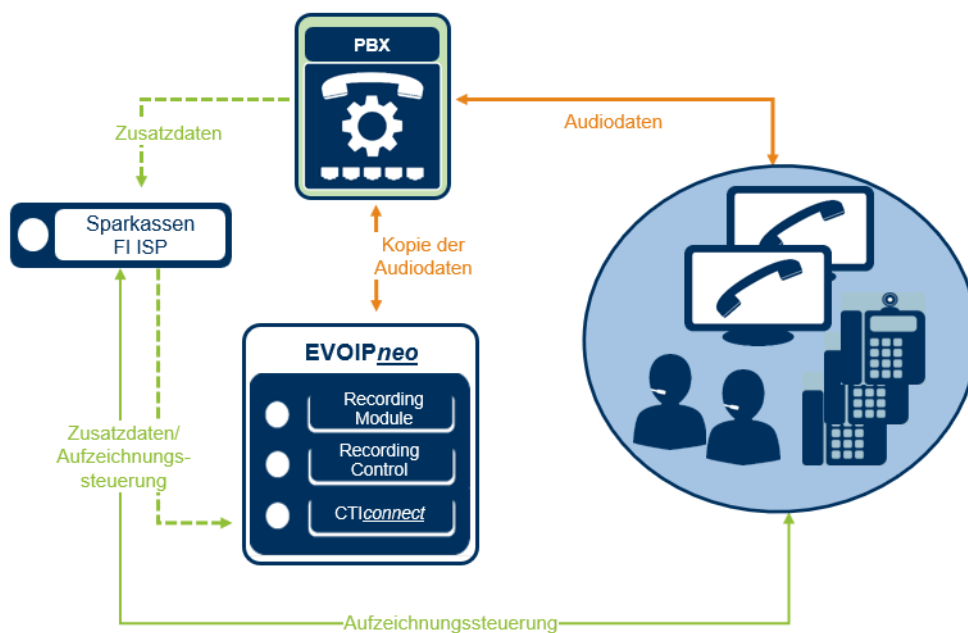 PBX
Zusatzdaten
Audiodaten
Sparkassen
FI ISP
Kopie der
Audiodaten
EVOIPneo
Recording
Module
Recording
Control
CTIconnect
Zusatzdaten/
Aufzeichnungs-
steuerung
Aufzeichnungssteuerung